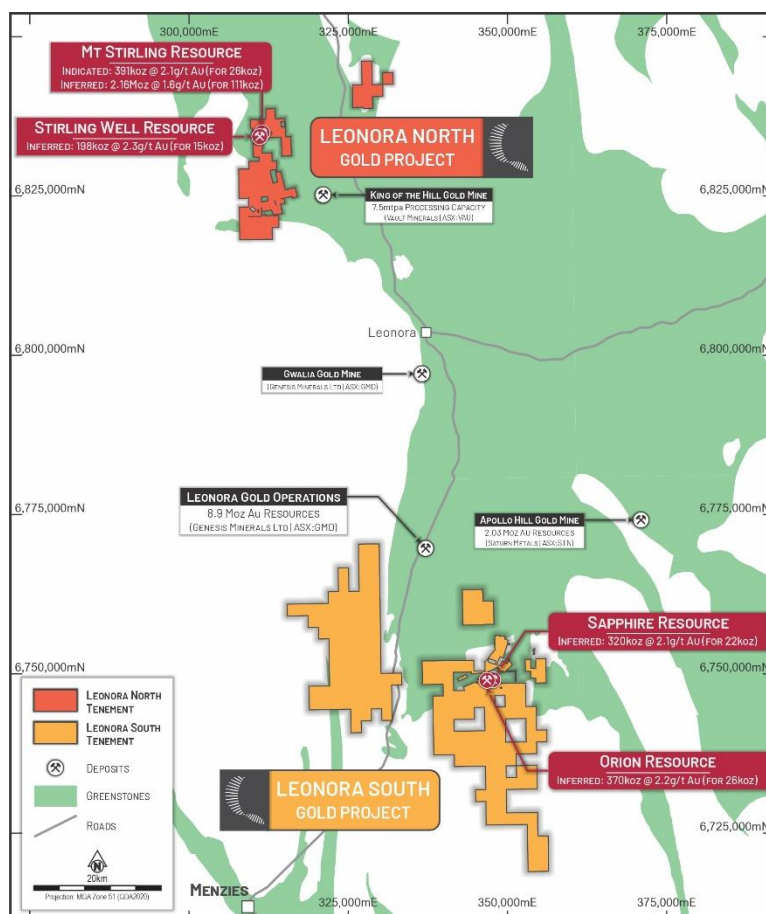 300,000mE
325,000mE
350,000mE
375,000mE
Mt Stirling Resource
Indicated: 391koz @ 2.1g/t Au (for 26koz)
Inferred: 2.16Moz @ 1.6g/t Au (for 111koz)
Stirling Well Resource
Inferred: 198koz @ 2.3g/t Au (for 15koz)
LEONORA NORTH
GOLD PROJECT
6,825,000mN
King of the Hill Gold Mine
7.5mtpa Processing Capacity
(Vault Minerals | ASX:VAU)
6,825,000mN
Leonora
6,800,000mN
6,800,000mN
Gwalia Gold Mine
(Genesis Minerals Ltd | ASX:GMD)
Leonora Gold Operations
8.9 Moz Au Resources
(Genesis Minerals Ltd | ASX:GMD)
6,775,000mN
6,775,000mN
Apollo Hill Gold Mine
2.03 Moz Au Resources
(Saturn Metals | ASX:STN)
Sapphire Resource
Inferred: 320koz @ 2.1g/t Au (for 22koz)
6,750,000mN
6,750,000mN
Orion Resource
Inferred: 370koz @ 2.2g/t Au (for 26koz)
LEONORA SOUTH
GOLD PROJECT
6,725,000mN
Leonora North
Tenement
Leonora South
Tenement
Deposits
Greenstones
Roads
N
20km
Projection: MGA Zone 51 (GDA2020)
Menzies
325,000mE
350,000mE
375,000mE